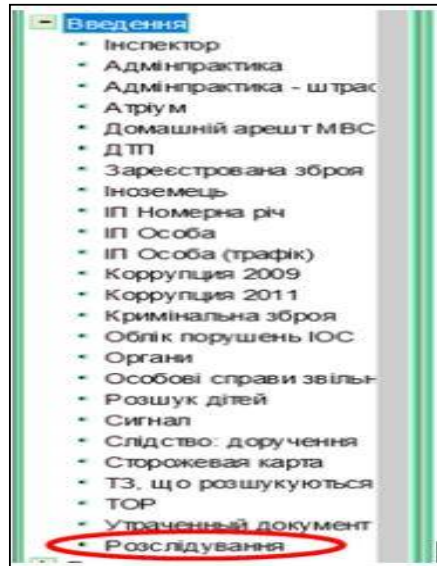 Введення
Інспектор
Адмінпрактика
Адмінпрактика - штраф
Атріум
Домашній арешт МВС
ДТП
Зареєстрована зброя
Іноземець
ІП Номерна річ
ІП Особа
ІП Особа (трафік)
Коррупция 2009
Коррупция 2011
Кримінальна зброя
Облік порушень ІОС
Органи
Особові справи звільн
Розшук дітей
Сигнал
Слідство: доручення
Сторожевая карта
ТЗ, що розшукуються
ТОР
Утраченный документ
Розслідування